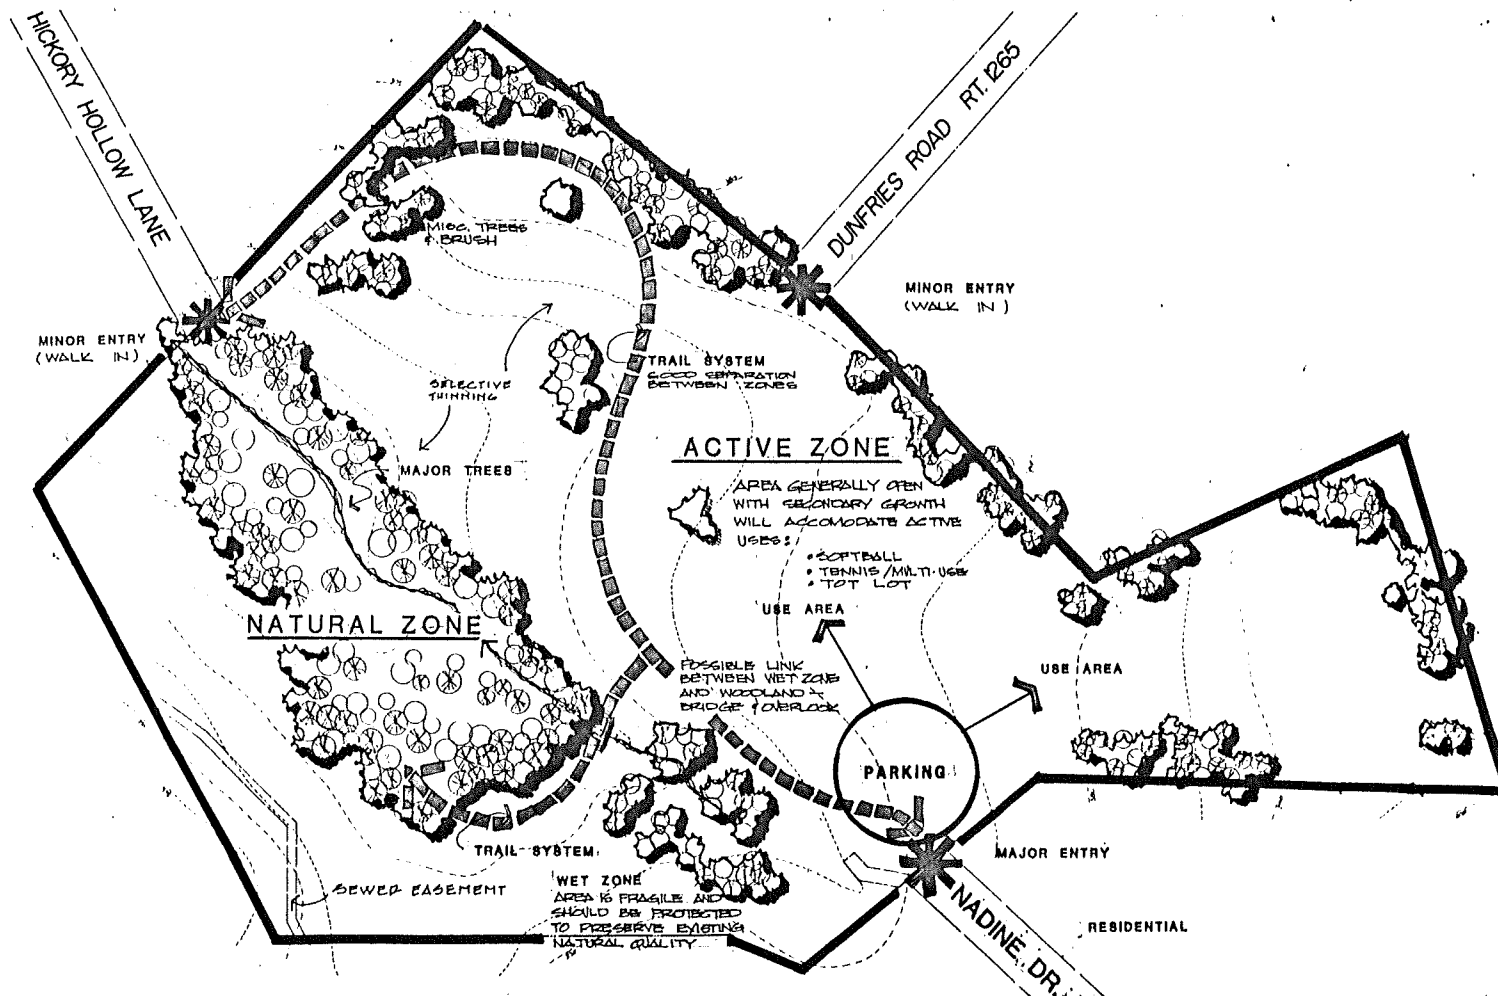 HICKORY HOLLOW LANE
DUNFRIES ROAD RT. 1265
MISC. TREES
& BRUSH
MINOR ENTRY
(WALK IN)
MINOR ENTRY
(WALK IN)
TRAIL SYSTEM
GOOD SEPARATION
BETWEEN ZONES
SELECTIVE
THINNING
ACTIVE ZONE
MAJOR TREES
AREA GENERALLY OPEN
WITH SECONDARY GROWTH
WILL ACCOMODATE ACTIVE
USES:
• SOFTBALL
• TENNIS/MULTI-USE
• TOT LOT
USE AREA
NATURAL ZONE
POSSIBLE LINK
BETWEEN WET ZONE
AND WOODLAND
BRIDGE & OVERLOOK
USE AREA
PARKING
TRAIL SYSTEM
MAJOR ENTRY
SEWER EASEMENT
WET ZONE
AREA IS FRAGILE AND
SHOULD BE PROTECTED
TO PRESERVE EXISTING
NATURAL QUALITY
NADINE DR.
RESIDENTIAL